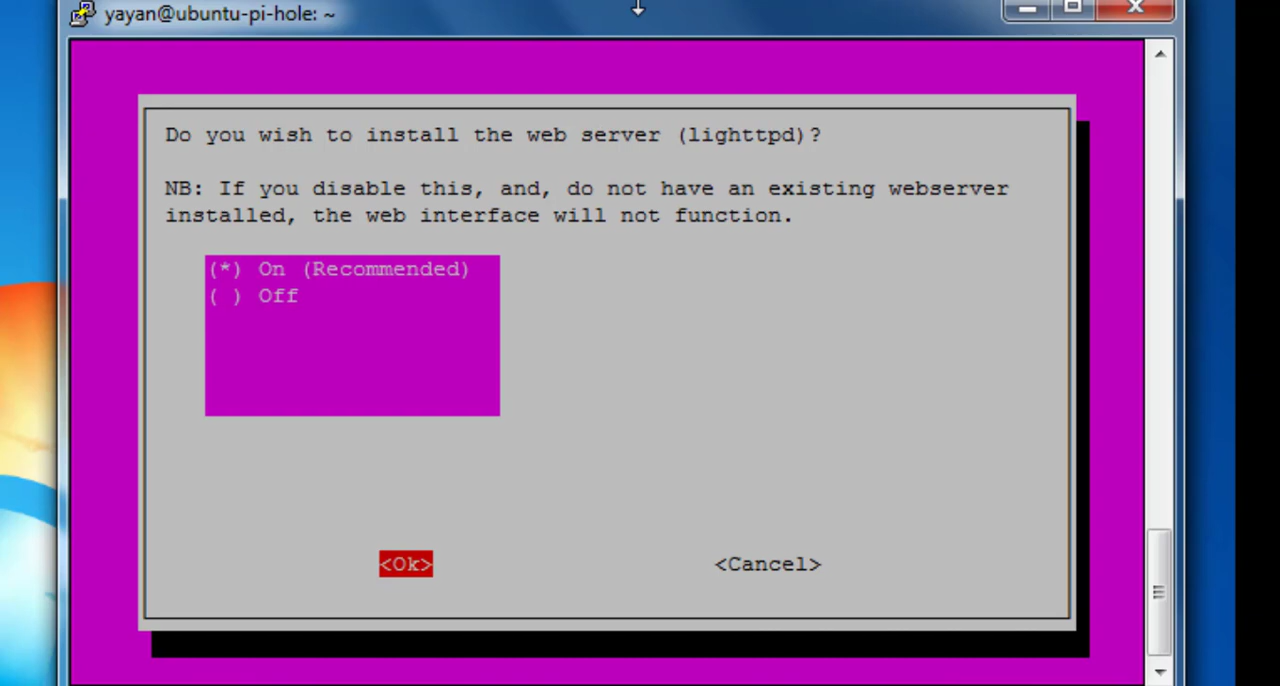 yayan@ubuntu-pi-hole: ~
Do you wish to install the web server (lighttpd)?
NB: If you disable this, and, do not have an existing webserver
installed, the web interface will not function.
(*) On (Recommended)
( ) Off
<Ok> <Cancel>